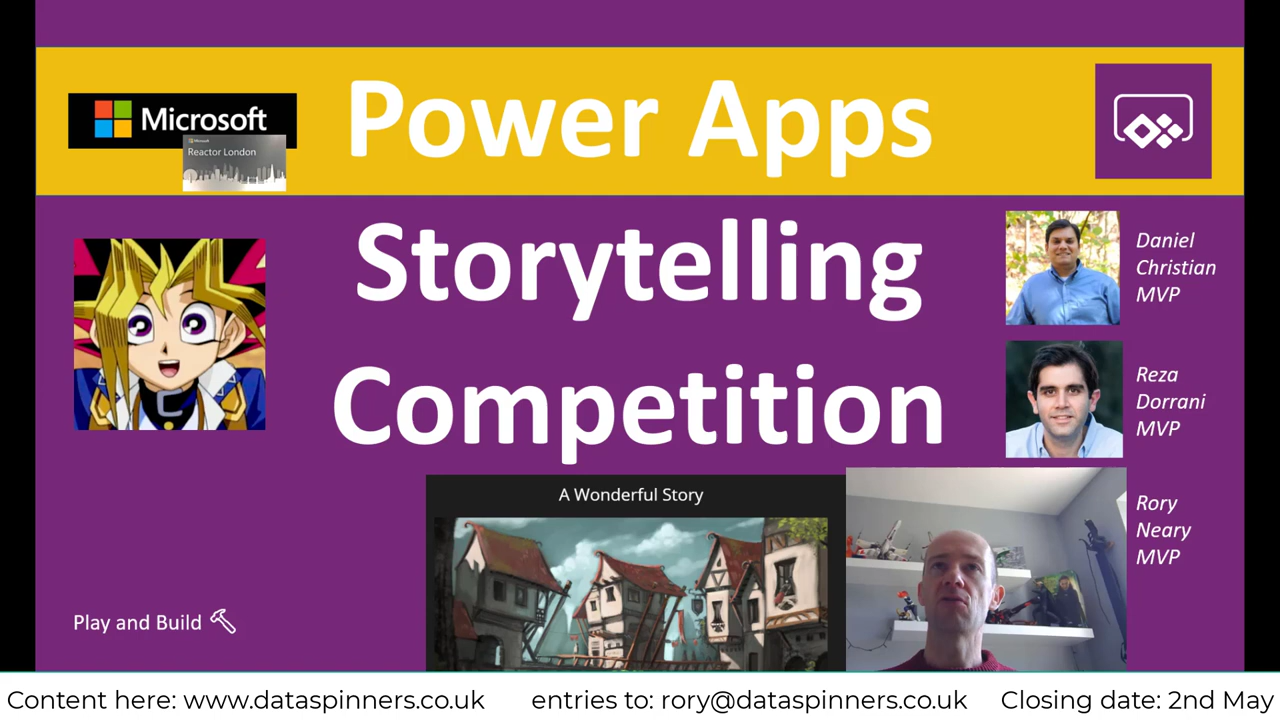 Microsoft
Microsoft
Reactor London
Power Apps
Storytelling
Competition
Daniel
Christian
MVP
Reza
Dorrani
MVP
Rory
Neary
MVP
A Wonderful Story
Play and Build
Content here: www.dataspinners.co.uk entries to: rory@dataspinners.co.uk Closing date: 2nd May